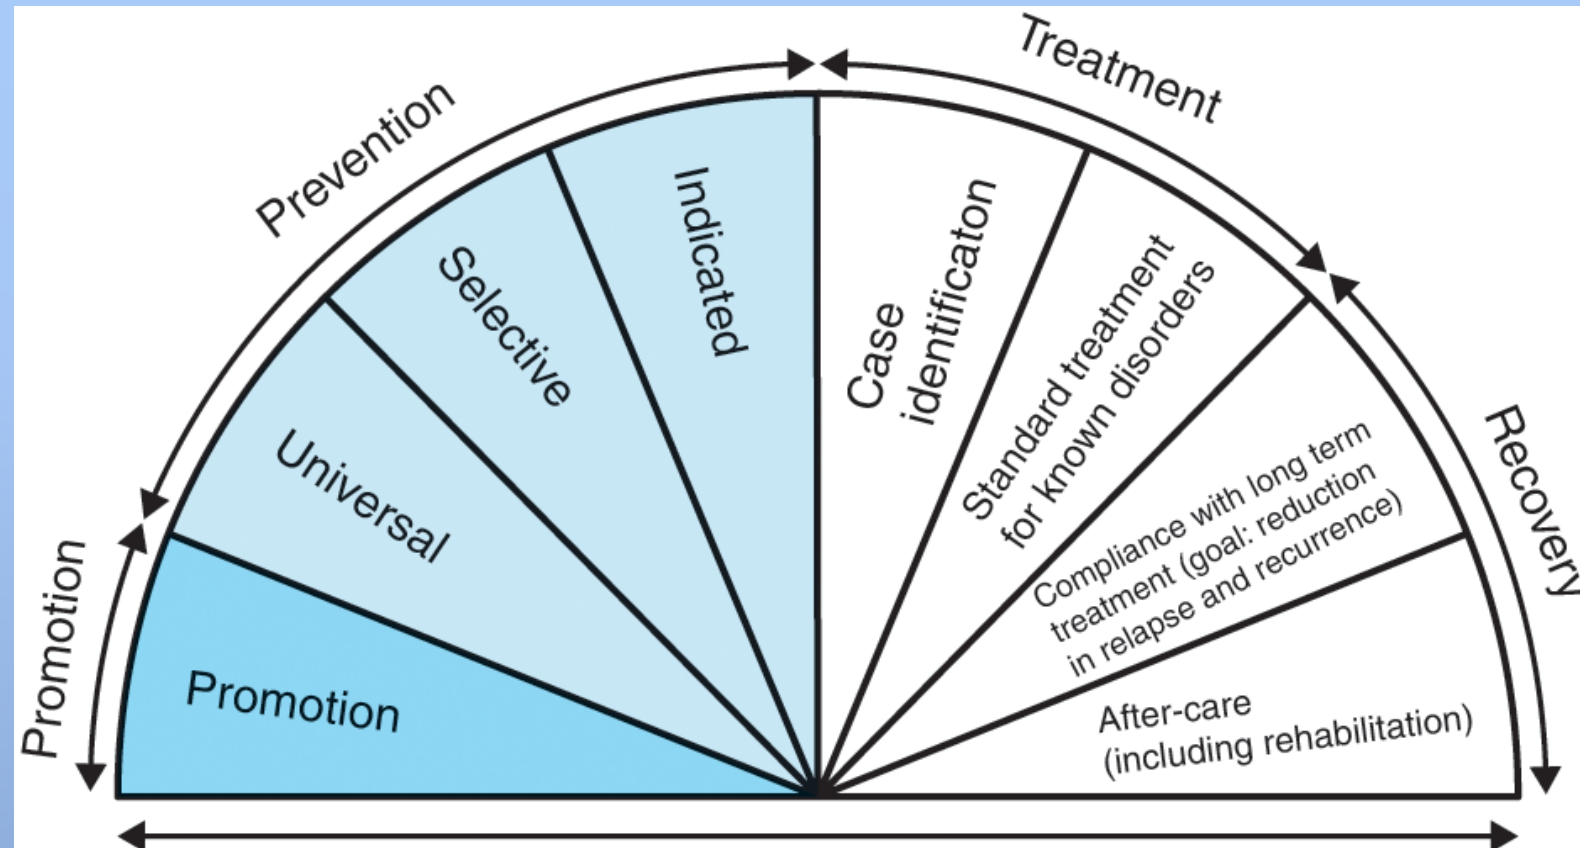 Promotion
Prevention
Treatment
Recovery
Promotion
Universal
Selective
Indicated
Case
identificaton
Standard treatment
for known disorders
Compliance with long term
treatment (goal: reduction
in relapse and recurrence)
After-care
(including rehabilitation)